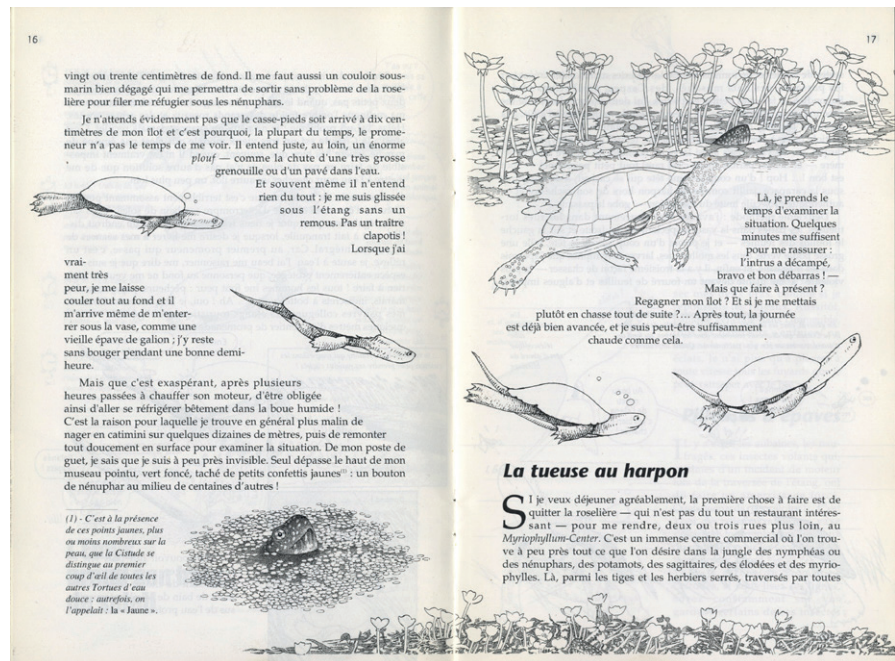 16
vingt ou trente centimètres de fond. Il me faut aussi un couloir sous-
marin bien dégagé qui me permettra de sortir sans problème de la rose-
lière pour filer me réfugier sous les nénuphars.
Je n'attends évidemment pas que le casse-pieds soit arrivé à dix cen-
timètres de mon îlot et c'est pourquoi, la plupart du temps, le prome-
neur n'a pas le temps de me voir. Il entend juste, au loin, un énorme
plouf — comme la chute d'une très grosse
grenouille ou d'un pavé dans l'eau.
Et souvent même il n'entend
rien du tout : je me suis glissée
sous l'étang sans un
remous. Pas un traître
clapotis !
Lorsque j'ai
vrai-
ment très
peur, je me laisse
couler tout au fond et il
m'arrive même de m'enter-
rer sous la vase, comme une
vieille épave de galion ; j'y reste
sans bouger pendant une bonne demi-
heure.
Mais que c'est exaspérant, après plusieurs
heures passées à chauffer son moteur, d'être obligée
ainsi d'aller se réfrigérer bêtement dans la boue humide !
C'est la raison pour laquelle je trouve en général plus malin de
nager en catimini sur quelques dizaines de mètres, puis de remonter
tout doucement en surface pour examiner la situation. De mon poste de
guet, je sais que je suis à peu près invisible. Seul dépasse le haut de mon
museau pointu, vert foncé, taché de petits confettis jaunes⁽¹⁾ : un bouton
de nénuphar au milieu de centaines d'autres !
(1) - C'est à la présence
de ces points jaunes, plus
ou moins nombreux sur la
peau, que la Cistude se
distingue au premier
coup d'œil de toutes les
autres Tortues d'eau
douce : autrefois, on
l'appelait : la « Jaune ».
17
Là, je prends le
temps d'examiner la
situation. Quelques
minutes me suffisent
pour me rassurer :
l'intrus a décampé,
bravo et bon débarras ! —
Mais que faire à présent ?
Regagner mon îlot ? Et si je me mettais
plutôt en chasse tout de suite ?... Après tout, la journée
est déjà bien avancée, et je suis peut-être suffisamment
chaude comme cela.
La tueuse au harpon
SI je veux déjeuner agréablement, la première chose à faire est de
quitter la roselière — qui n'est pas du tout un restaurant intéres-
sant — pour me rendre, deux ou trois rues plus loin, au
Myriophyllum-Center. C'est un immense centre commercial où l'on trou-
ve à peu près tout ce que l'on désire dans la jungle des nymphéas ou
des nénuphars, des potamots, des sagittaires, des élodées et des myrio-
phylles. Là, parmi les tiges et les herbiers serrés, traversés par toutes